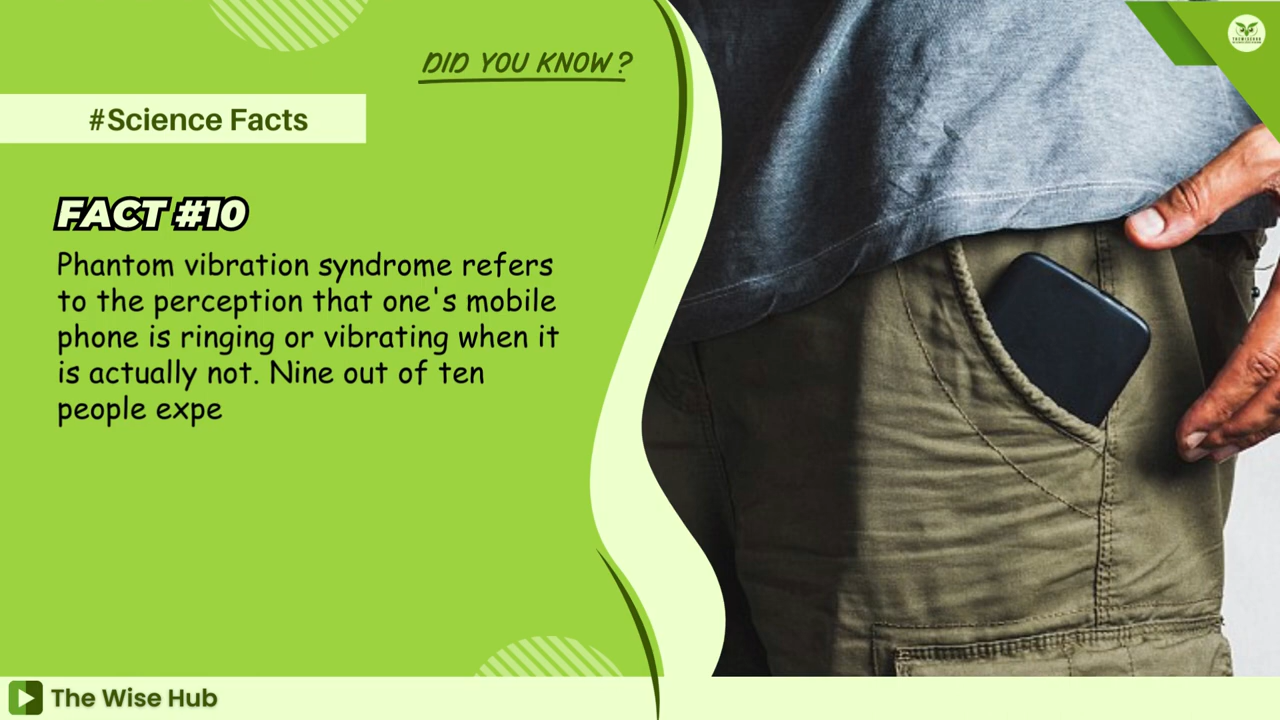 DID YOU KNOW?
#Science Facts
FACT #10
Phantom vibration syndrome refers
to the perception that one's mobile
phone is ringing or vibrating when it
is actually not. Nine out of ten
people expe
The Wise Hub